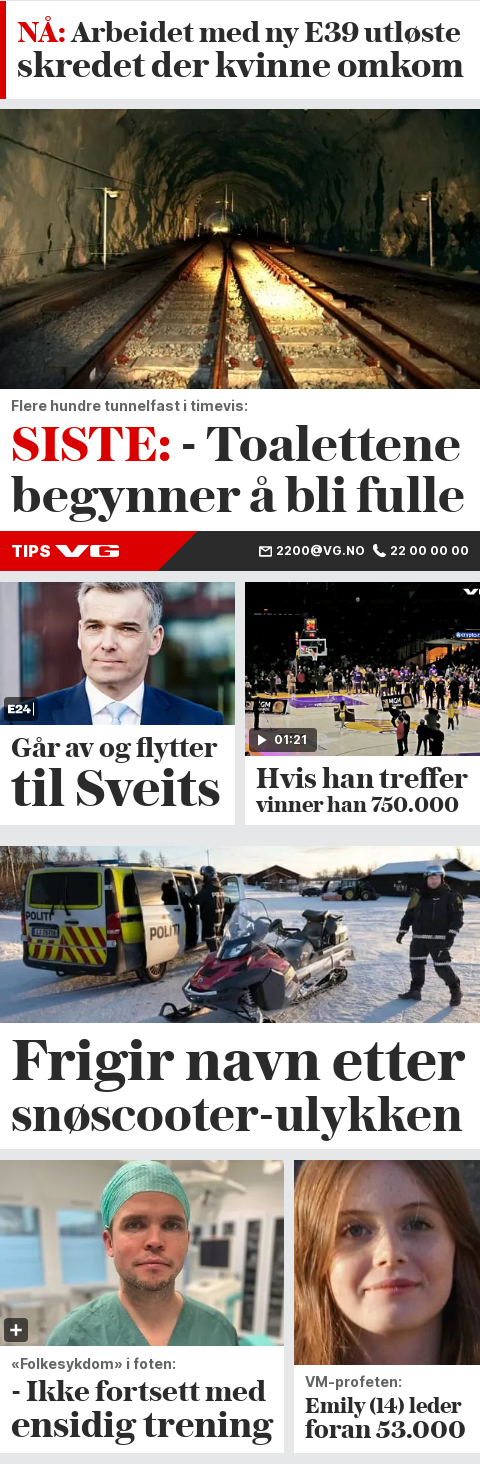 NÅ: Arbeidet med ny E39 utløste
skredet der kvinne omkom
Flere hundre tunnelfast i timevis:
SISTE: - Toalettene
begynner å bli fulle
TIPS VG
2200@VG.NO 22 00 00 00
E24
Går av og flytter
til Sveits
01:21
Hvis han treffer
vinner han 750.000
POLITI
POLITI
Frigir navn etter
snøscooter-ulykken
«Folkesykdom» i foten:
- Ikke fortsett med
ensidig trening
VM-profeten:
Emily (14) leder
foran 53.000